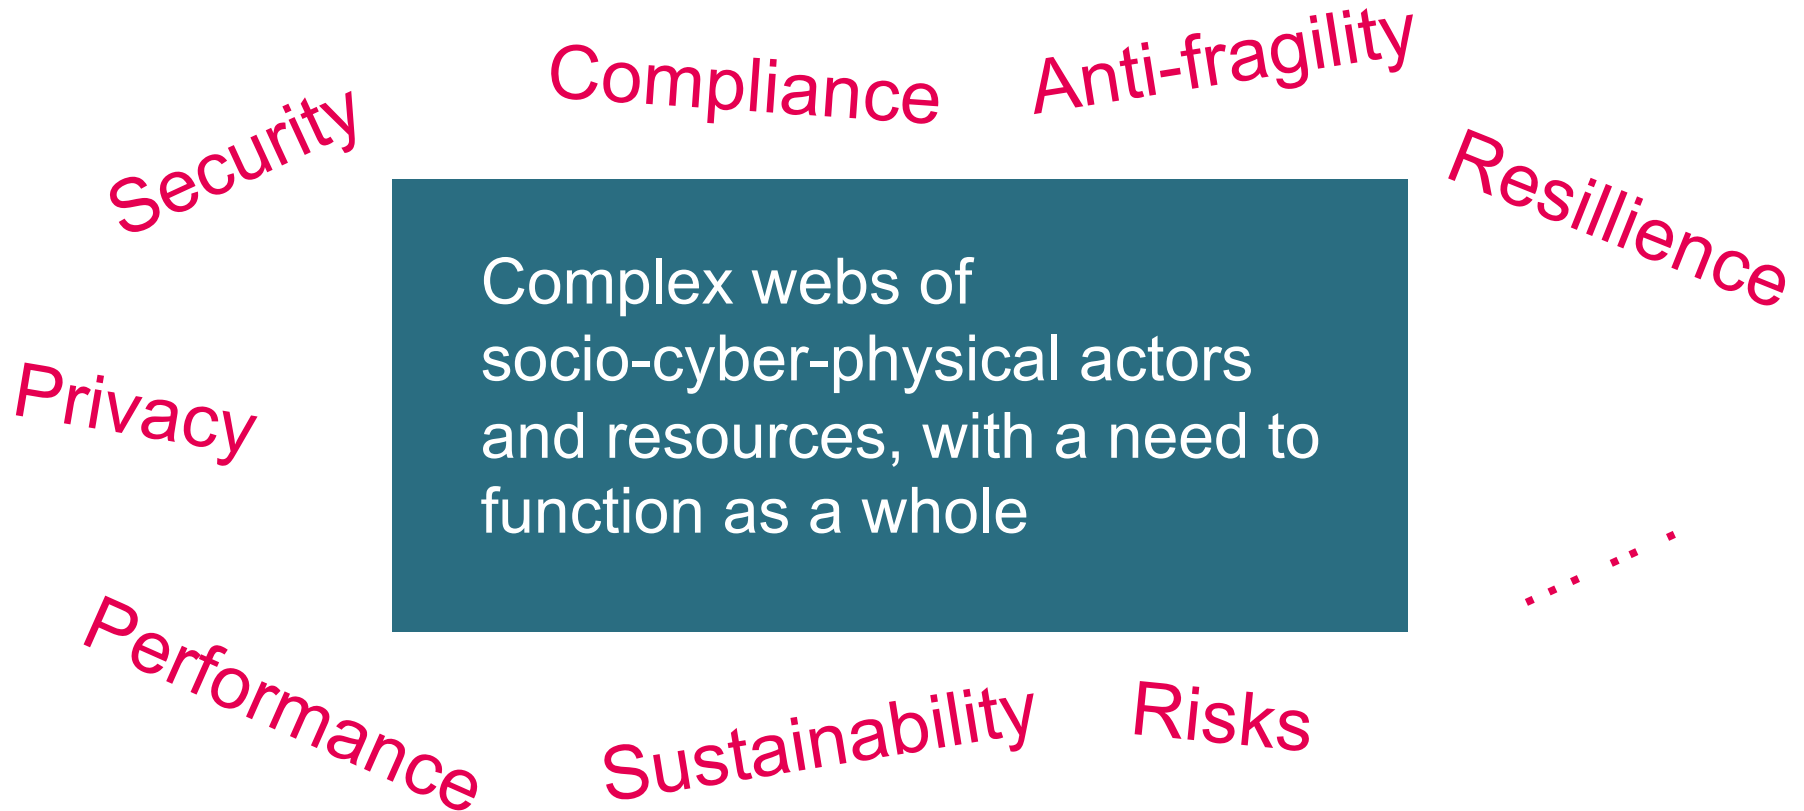 Compliance
Anti-fragility
Security
Resillience
Complex webs of
socio-cyber-physical actors
and resources, with a need to
function as a whole
Privacy
... .. .
Performance
Sustainability
Risks